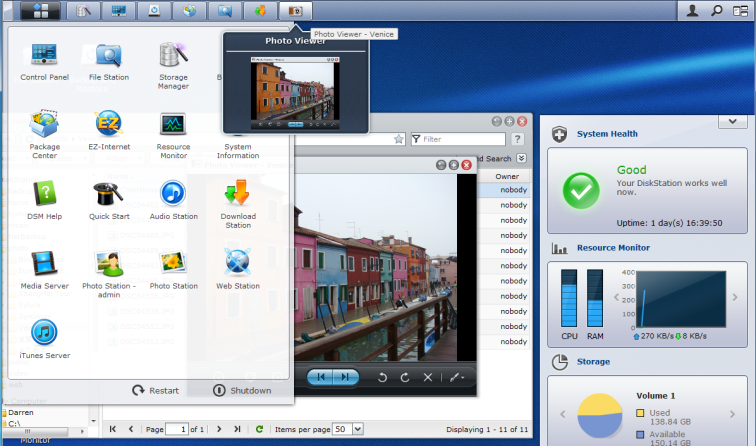 Photo Viewer - Venice
Photo Viewer
Control Panel
File Station
Storage
Manager
Package
Center
EZ-Internet
Resource
Monitor
System
Information
DSM Help
Quick Start
Audio Station
Download
Station
Media Server
Photo Station -
admin
Photo Station
Web Station
iTunes Server
Restart
Shutdown
Filter
?
Search
Owner
nobody
nobody
nobody
nobody
nobody
nobody
nobody
nobody
nobody
nobody
nobody
Computer
Darren
C:\
Monitor
Page 1 of 1
Items per page 50
Displaying 1 - 11 of 11
System Health
Good
Your DiskStation works well
now.
Uptime: 1 day(s) 16:39:50
Resource Monitor
400
300
200
100
0
CPU RAM
270 KB/s 8 KB/s
Storage
Volume 1
Used
138.84 GB
Available
150.14 GB